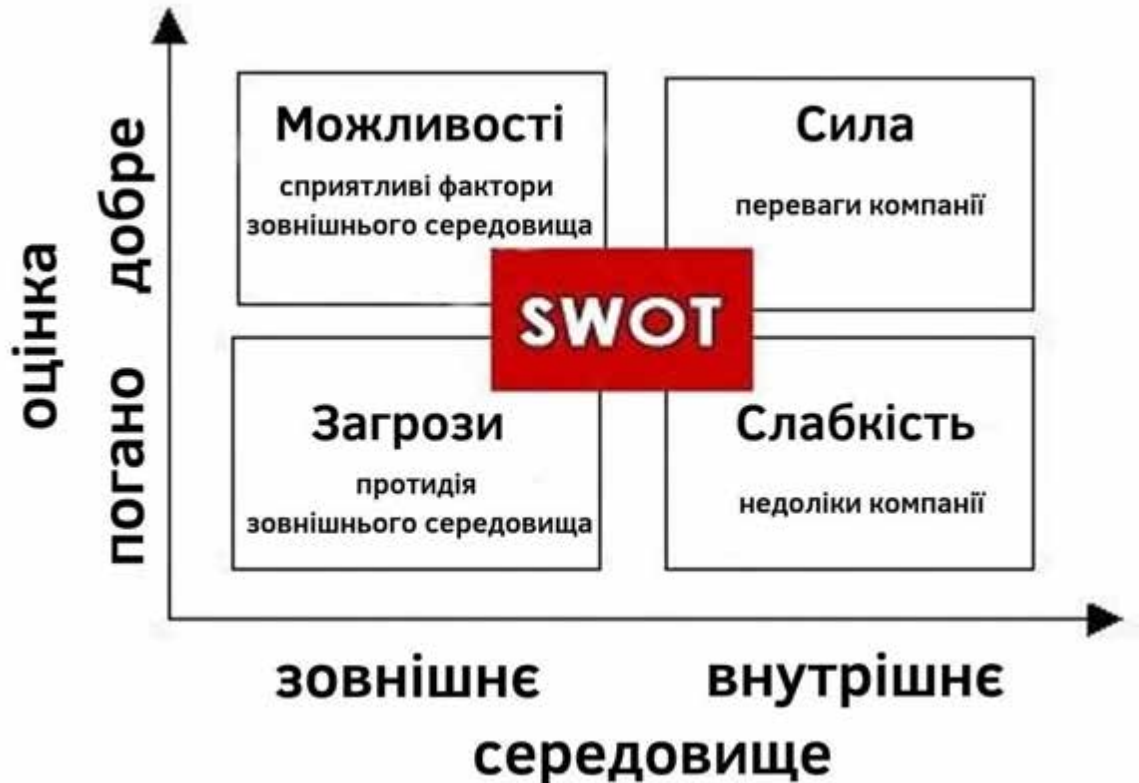 оцінка
добре
погано
Можливості
сприятливі фактори
зовнішнього середовища
Сила
переваги компанії
SWOT
Загрози
протидія
зовнішнього середовища
Слабкість
недоліки компанії
зовнішнє
внутрішнє
середовище